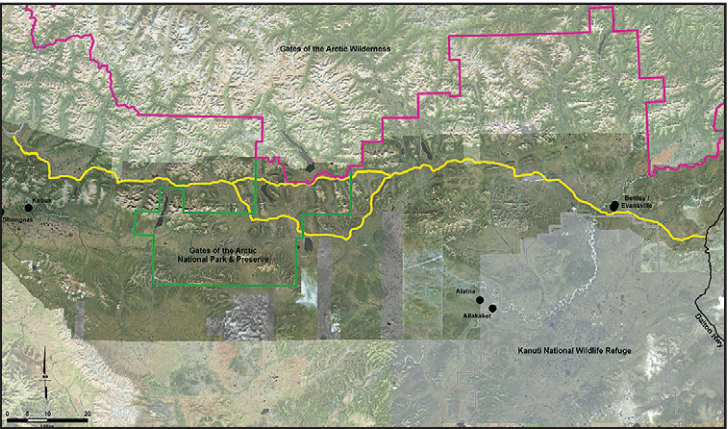 Gates of the Arctic Wilderness
Kobuk
Shungnak
Bettles /
Evansville
Gates of the Arctic
National Park & Preserve
Alatna
Allakaket
Dalton Hwy
Kanuti National Wildlife Refuge
N
0 5 10 20
Miles